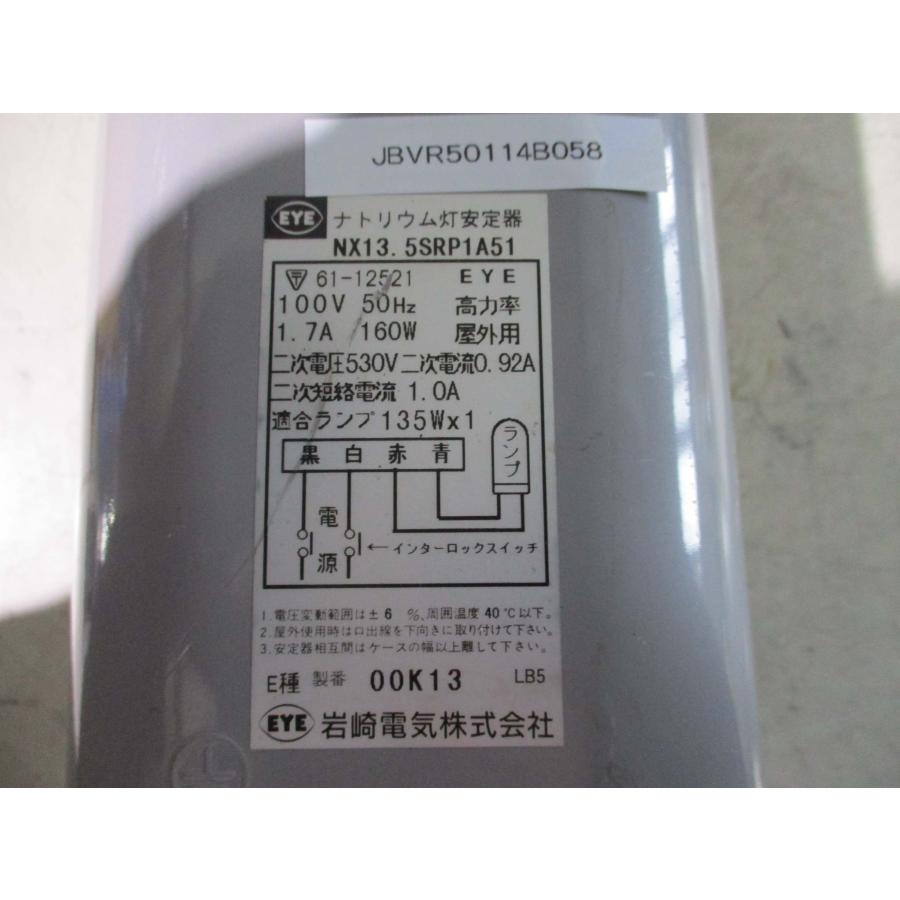 JBVR50114B058
EYE ナトリウム灯安定器
NX13.5SRP1A51
〒 61-12521 EYE
100V 50Hz 高力率
1.7A 160W 屋外用
二次電圧530V 二次電流0.92A
二次短絡電流 1.0A
適合ランプ 135Wx1
黒 白 赤 青
ランプ
電源
←インターロックスイッチ
1.電圧変動範囲は±6 %、周囲温度40℃以下。
2.屋外使用時は口出線を下向きに取り付けて下さい。
3.安定器相互間はケースの幅以上離して下さい。
E種 製番 00K13 LB5
EYE 岩崎電気株式会社